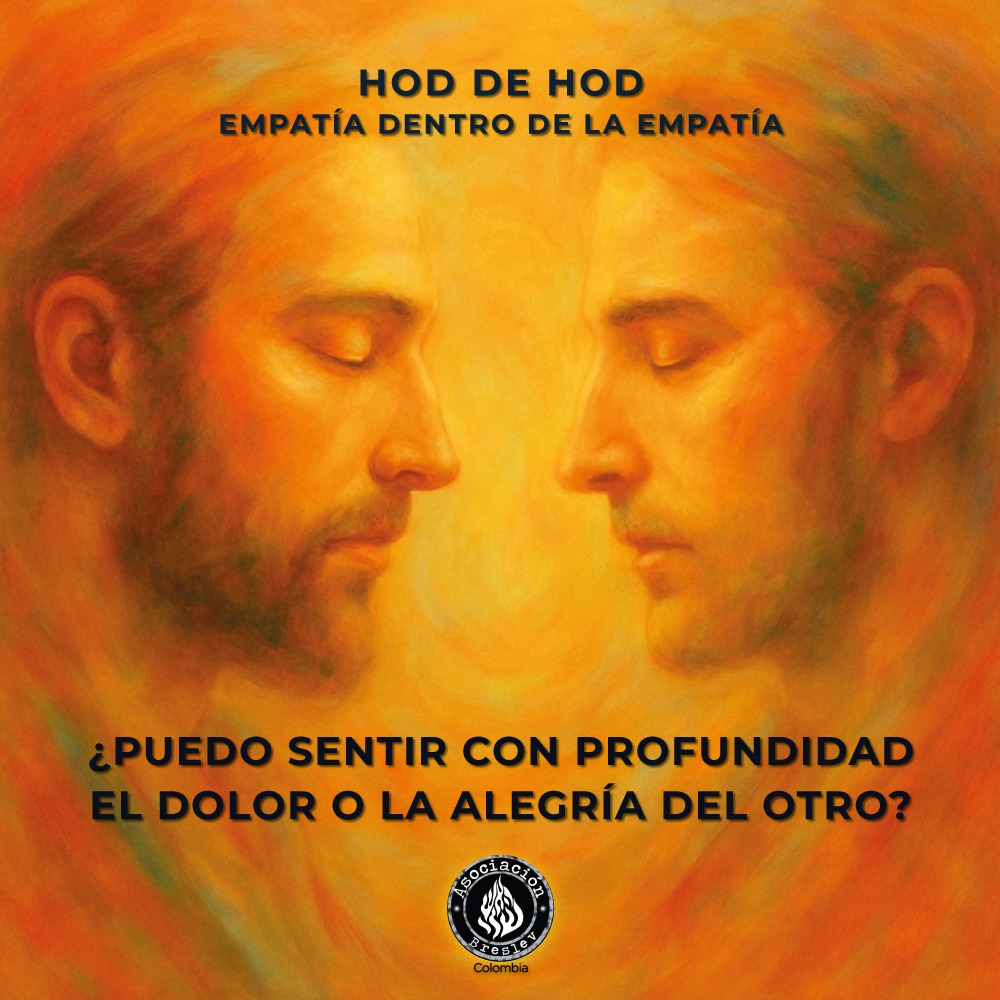 HOD DE HOD
EMPATÍA DENTRO DE LA EMPATÍA
¿PUEDO SENTIR CON PROFUNDIDAD
EL DOLOR O LA ALEGRÍA DEL OTRO?
Asociación
Breslev
Colombia